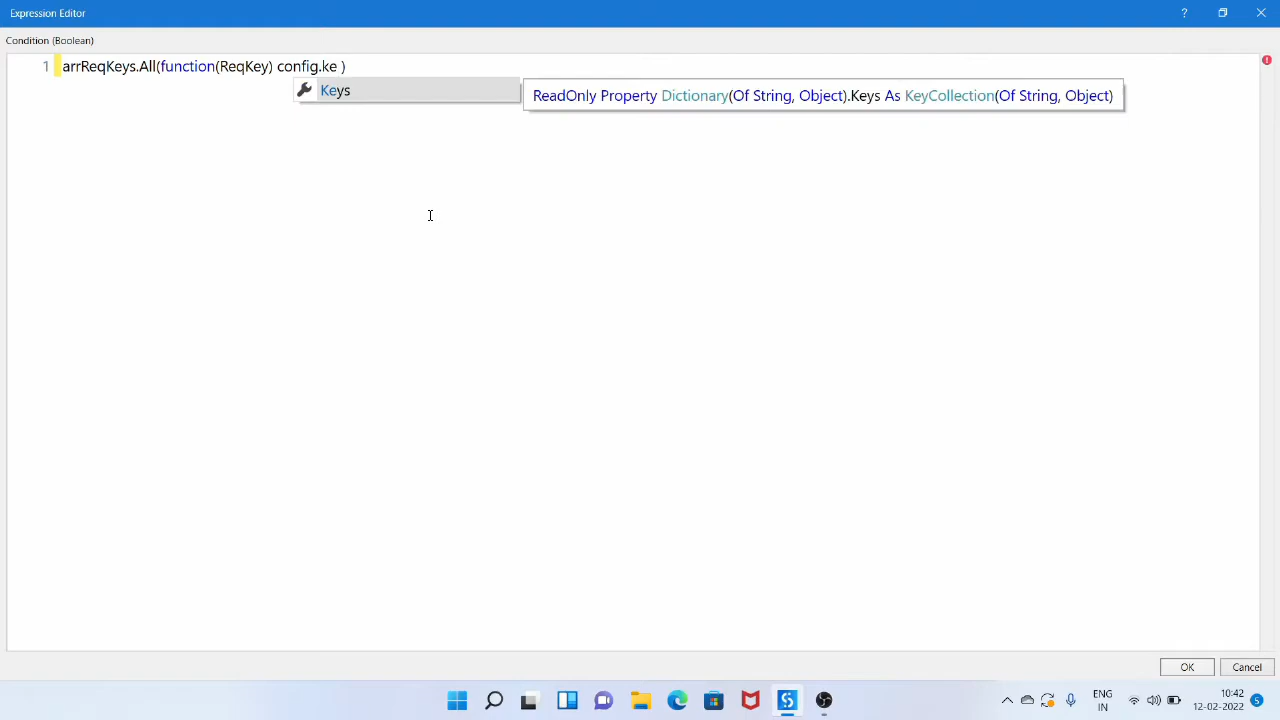 Expression Editor
?
Condition (Boolean)
1 arrReqKeys.All(function(ReqKey) config.ke )
Keys
ReadOnly Property Dictionary(Of String, Object).Keys As KeyCollection(Of String, Object)
OK
Cancel
ENG
IN
10:42
12-02-2022
5